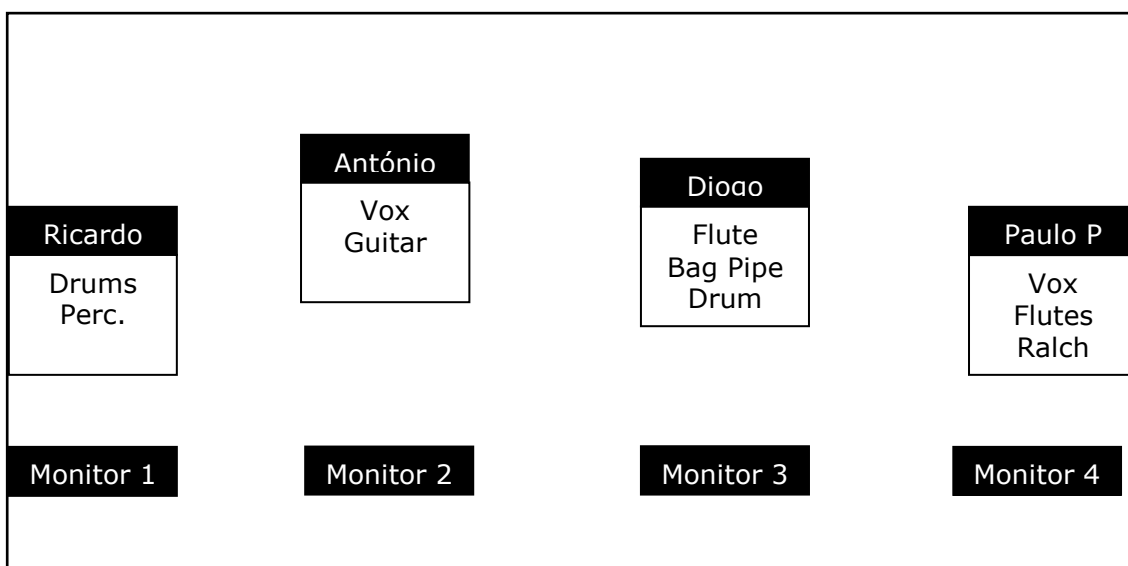 António
Vox
Guitar
Diogo
Flute
Bag Pipe
Drum
Ricardo
Drums
Perc.
Paulo P
Vox
Flutes
Ralch
Monitor 1
Monitor 2
Monitor 3
Monitor 4